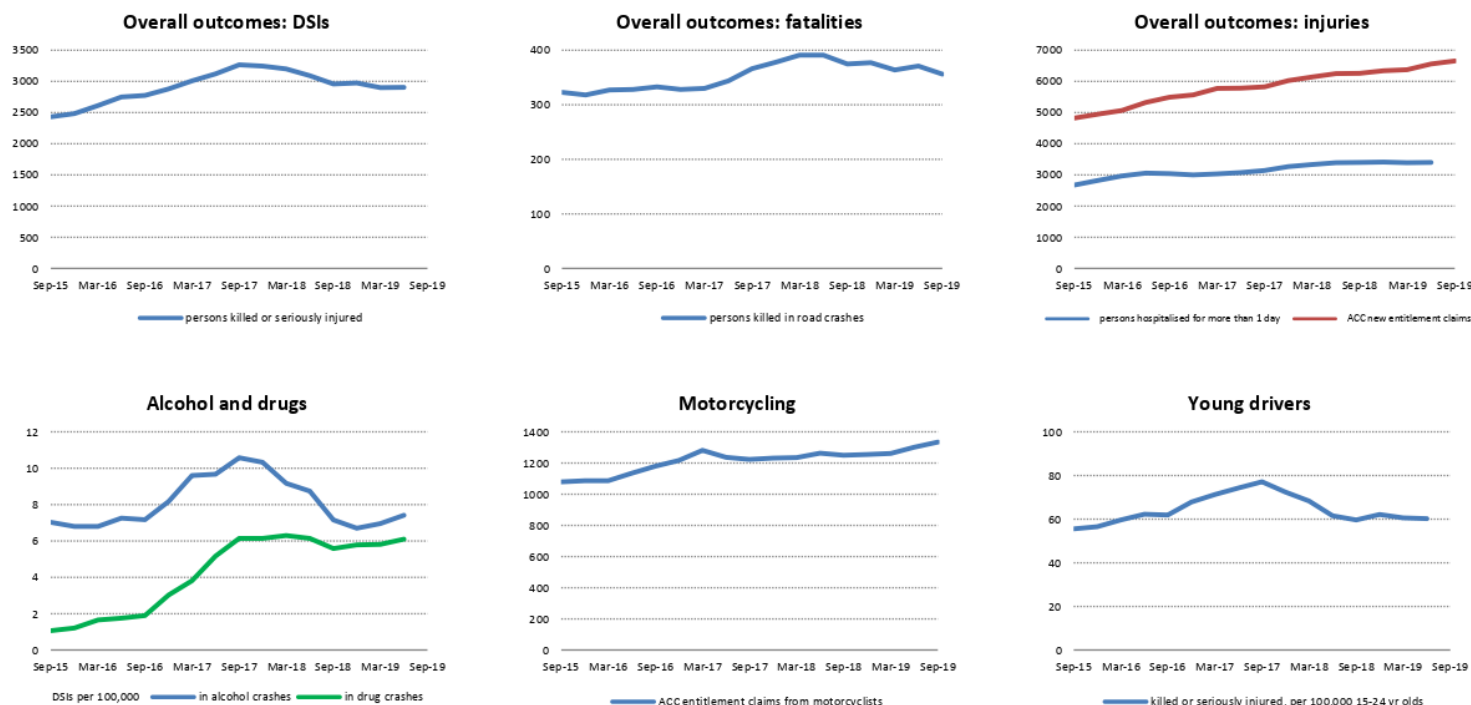 Overall outcomes: DSIs
3500
3000
2500
2000
1500
1000
500
0
Sep-15 Mar-16 Sep-16 Mar-17 Sep-17 Mar-18 Sep-18 Mar-19 Sep-19
persons killed or seriously injured
Overall outcomes: fatalities
400
300
200
100
0
Sep-15 Mar-16 Sep-16 Mar-17 Sep-17 Mar-18 Sep-18 Mar-19 Sep-19
persons killed in road crashes
Overall outcomes: injuries
7000
6000
5000
4000
3000
2000
1000
0
Sep-15 Mar-16 Sep-16 Mar-17 Sep-17 Mar-18 Sep-18 Mar-19 Sep-19
persons hospitalised for more than 1 day ACC new entitlement claims
Alcohol and drugs
12
10
8
6
4
2
0
Sep-15 Mar-16 Sep-16 Mar-17 Sep-17 Mar-18 Sep-18 Mar-19 Sep-19
DSIs per 100,000 in alcohol crashes in drug crashes
Motorcycling
1400
1200
1000
800
600
400
200
0
Sep-15 Mar-16 Sep-16 Mar-17 Sep-17 Mar-18 Sep-18 Mar-19 Sep-19
ACC entitlement claims from motorcyclists
Young drivers
100
80
60
40
20
0
Sep-15 Mar-16 Sep-16 Mar-17 Sep-17 Mar-18 Sep-18 Mar-19 Sep-19
killed or seriously injured, per 100,000 15-24 yr olds